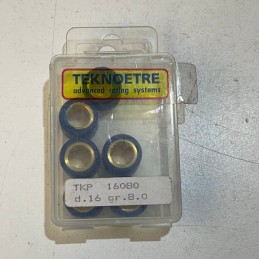 TEKNOETRE
advanced racing systems
TKP 16080
d.16 gr.8.0